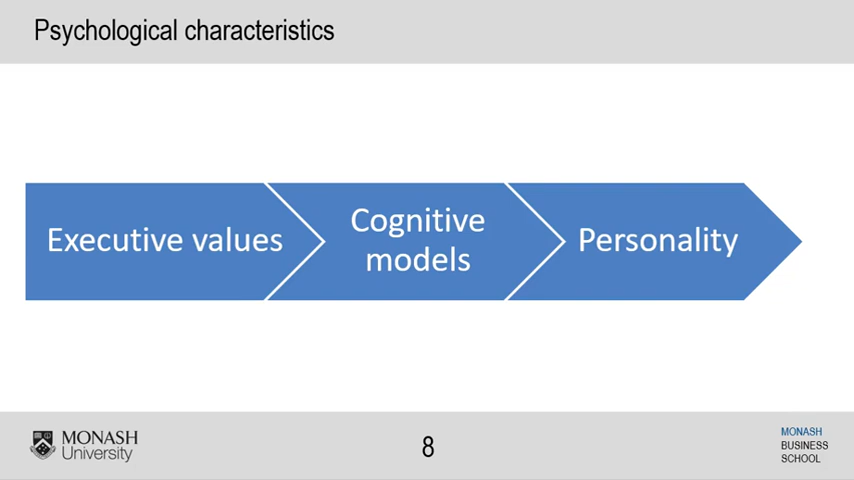 Psychological characteristics
Executive values
Cognitive
models
Personality
MONASH
University
8
MONASH
BUSINESS
SCHOOL